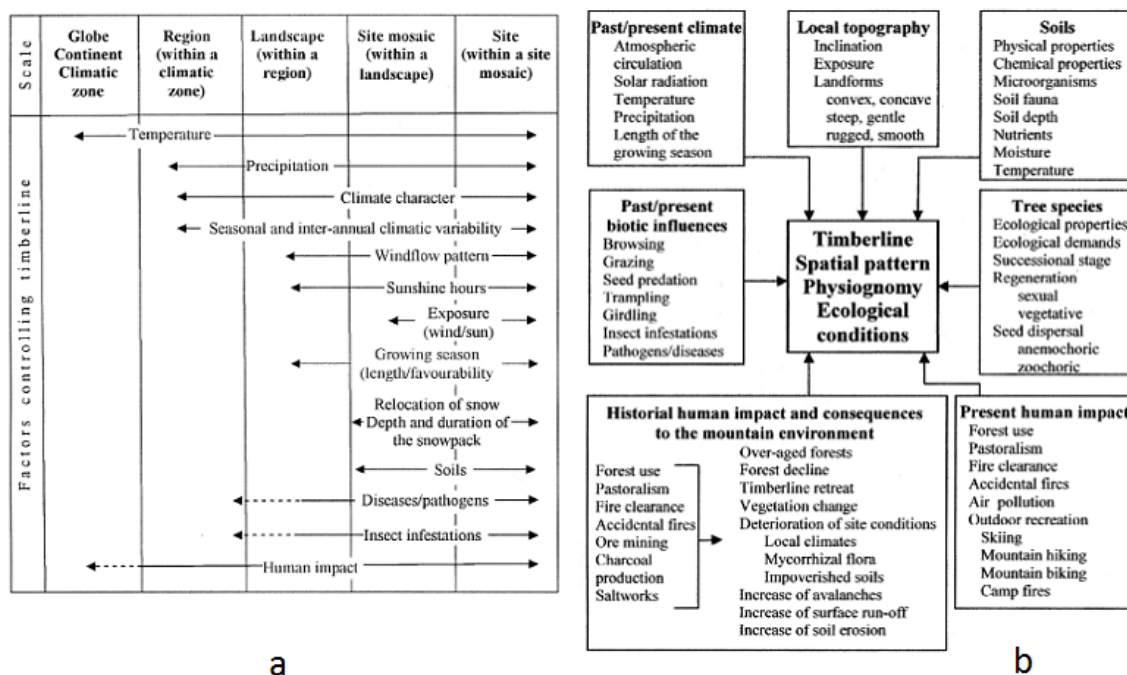 Scale
Globe
Continent
Climatic
zone
Region
(within a
climatic
zone)
Landscape
(within a
region)
Site mosaic
(within a
landscape)
Site
(within a site
mosaic)
Factors controlling timberline
Temperature
Precipitation
Climate character
Seasonal and inter-annual climatic variability
Windflow pattern
Sunshine hours
Exposure
(wind/sun)
Growing season
(length/favourability)
Relocation of snow
Depth and duration of
the snowpack
Soils
Diseases/pathogens
Insect infestations
Human impact
a
Past/present climate
Atmospheric
circulation
Solar radiation
Temperature
Precipitation
Length of the
growing season
Local topography
Inclination
Exposure
Landforms
convex, concave
steep, gentle
rugged, smooth
Soils
Physical properties
Chemical properties
Microorganisms
Soil fauna
Soil depth
Nutrients
Moisture
Temperature
Past/present
biotic influences
Browsing
Grazing
Seed predation
Trampling
Girdling
Insect infestations
Pathogens/diseases
Timberline
Spatial pattern
Physiognomy
Ecological
conditions
Tree species
Ecological properties
Ecological demands
Successional stage
Regeneration
sexual
vegetative
Seed dispersal
anemochoric
zoochoric
Historial human impact and consequences
to the mountain environment
Forest use
Pastoralism
Fire clearance
Accidental fires
Ore mining
Charcoal
production
Saltworks
Over-aged forests
Forest decline
Timberline retreat
Vegetation change
Deterioration of site conditions
Local climates
Mycorrhizal flora
Impoverished soils
Increase of avalanches
Increase of surface run-off
Increase of soil erosion
Present human impact
Forest use
Pastoralism
Fire clearance
Accidental fires
Air pollution
Outdoor recreation
Skiing
Mountain hiking
Mountain biking
Camp fires
b